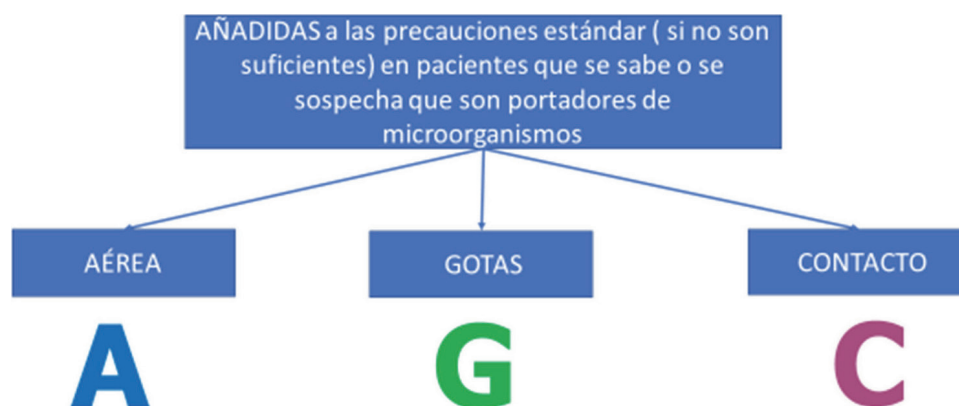 AÑADIDAS a las precauciones estándar ( si no son
suficientes) en pacientes que se sabe o se
sospecha que son portadores de
microorganismos
AÉREA
GOTAS
CONTACTO
A
G
C